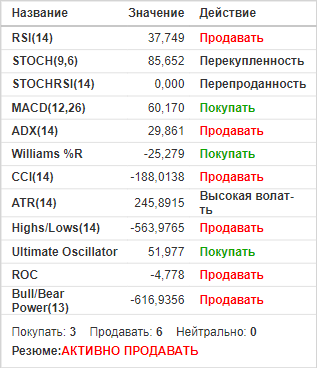 Название Значение Действие
RSI(14) 37,749 Продавать
STOCH(9,6) 85,652 Перекупленность
STOCHRSI(14) 0,000 Перепроданность
MACD(12,26) 60,170 Покупать
ADX(14) 29,861 Продавать
Williams %R -25,279 Покупать
CCI(14) -188,0138 Продавать
ATR(14) 245,8915 Высокая волат-
ть
Highs/Lows(14) -563,9765 Продавать
Ultimate Oscillator 51,977 Покупать
ROC -4,778 Продавать
Bull/Bear
Power(13) -616,9356 Продавать
Покупать: 3 Продавать: 6 Нейтрально: 0
Резюме:АКТИВНО ПРОДАВАТЬ